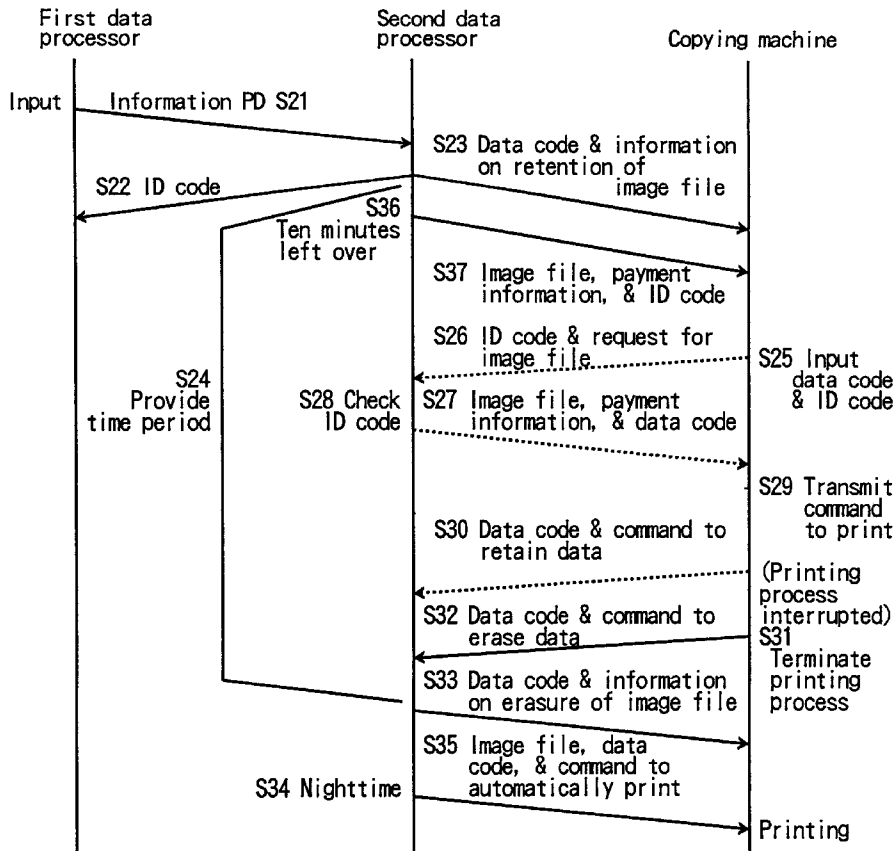 First data
processor
Second data
processor
Copying machine
Input
Information PD S21
S23 Data code & information
on retention of
image file
S22 ID code
S36
Ten minutes
left over
S37 Image file, payment
information, & ID code
S26 ID code & request for
image file
S25 Input
data code
& ID code
S24
Provide
time period
S28 Check
ID code
S27 Image file, payment
information, & data code
S29 Transmit
command
to print
S30 Data code & command to
retain data
(Printing
process
interrupted)
S32 Data code & command to
erase data
S31
Terminate
printing
process
S33 Data code & information
on erasure of image file
S35 Image file, data
code, & command to
automatically print
S34 Nighttime
Printing